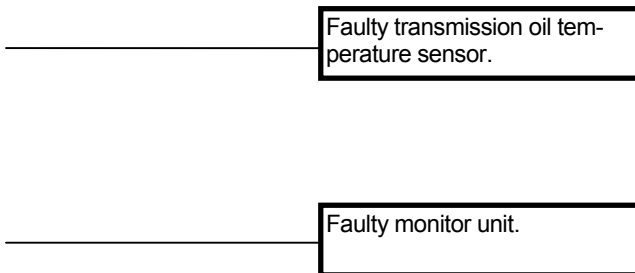 Faulty transmission oil tem-
perature sensor.
Faulty monitor unit.